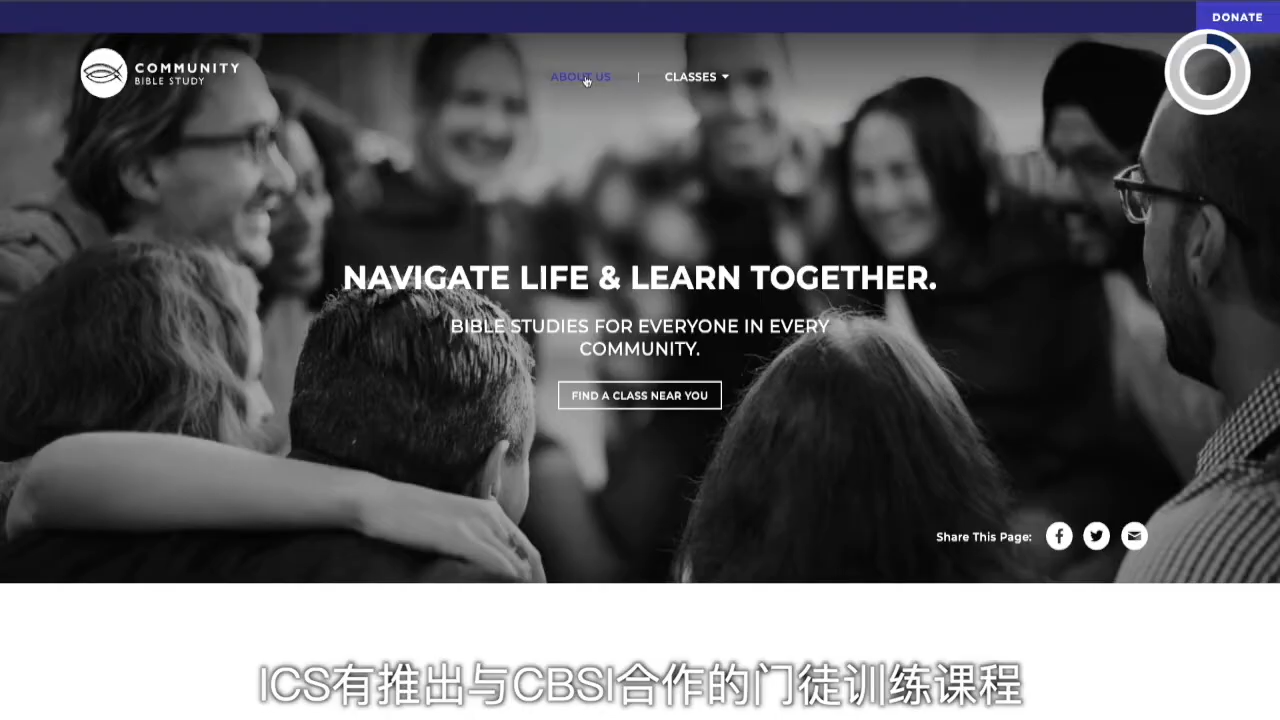 DONATE
COMMUNITY
BIBLE STUDY
ABOUT US | CLASSES
NAVIGATE LIFE & LEARN TOGETHER.
BIBLE STUDIES FOR EVERYONE IN EVERY
COMMUNITY.
FIND A CLASS NEAR YOU
Share This Page:
ICS有推出与CBSI合作的门徒训练课程